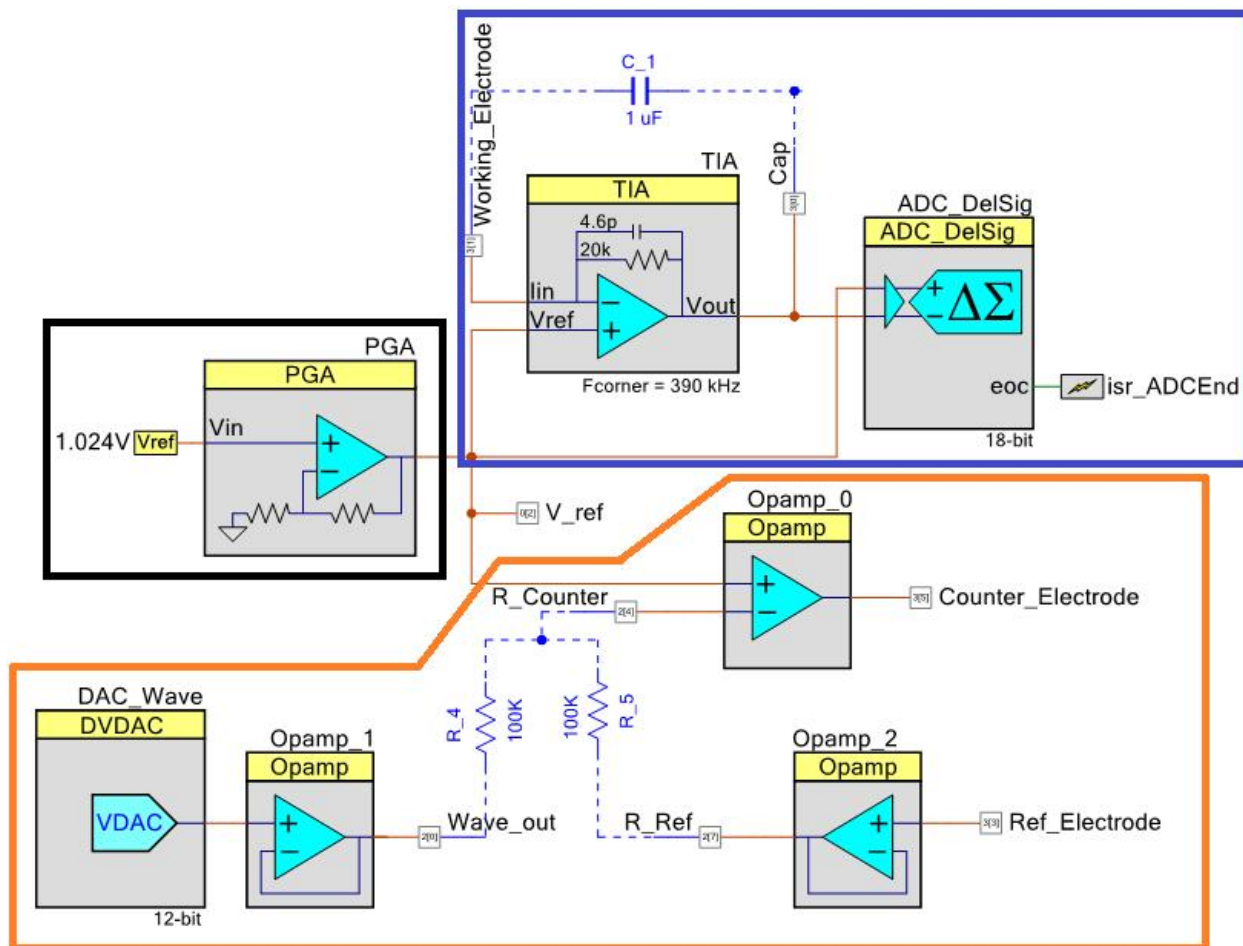 Working_Electrode
C_1
1 uF
Cap
3[0]
3[1]
TIA
TIA
4.6p
20k
Iin
Vref
Vout
Fcorner = 390 kHz
ADC_DelSig
ADC_DelSig
+
-
ΔΣ
eoc
isr_ADCEnd
18-bit
PGA
PGA
1.024V
Vref
Vin
0[2]
V_ref
Opamp_0
Opamp
R_Counter
2[4]
3[5]
Counter_Electrode
DAC_Wave
DVDAC
VDAC
12-bit
Opamp_1
Opamp
2[0]
Wave_out
R_4
100K
100K
R_5
R_Ref
2[7]
Opamp_2
Opamp
3[3]
Ref_Electrode